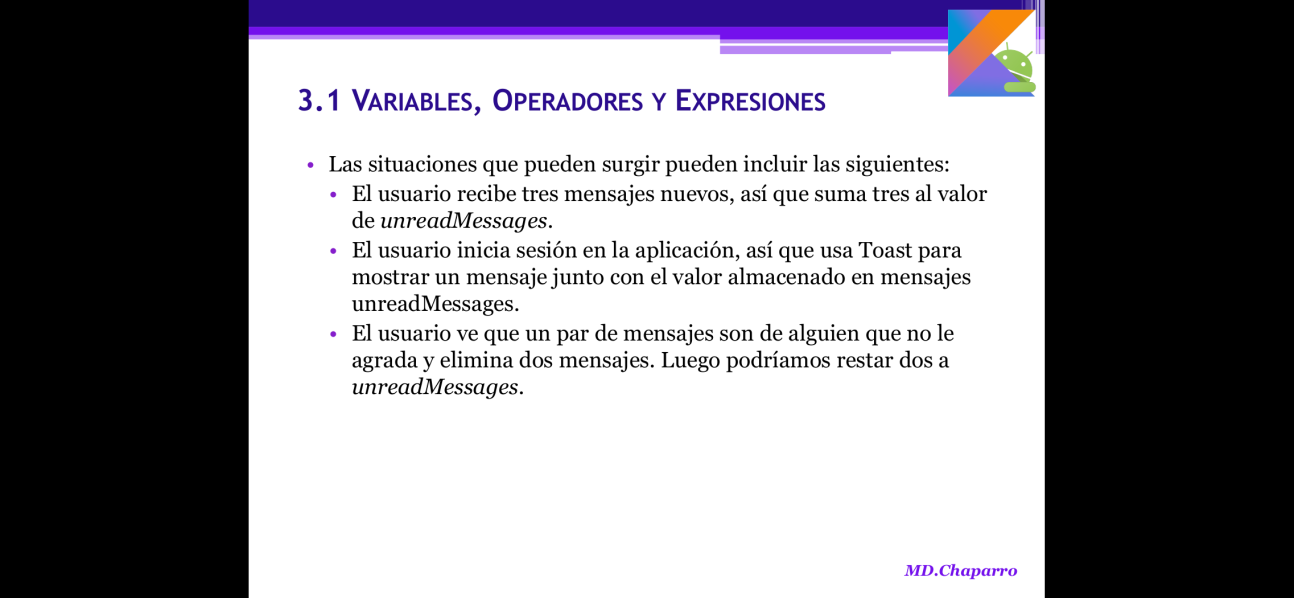 3.1 VARIABLES, OPERADORES Y EXPRESIONES
• Las situaciones que pueden surgir pueden incluir las siguientes:
• El usuario recibe tres mensajes nuevos, así que suma tres al valor
de unreadMessages.
• El usuario inicia sesión en la aplicación, así que usa Toast para
mostrar un mensaje junto con el valor almacenado en mensajes
unreadMessages.
• El usuario ve que un par de mensajes son de alguien que no le
agrada y elimina dos mensajes. Luego podríamos restar dos a
unreadMessages.
MD.Chaparro